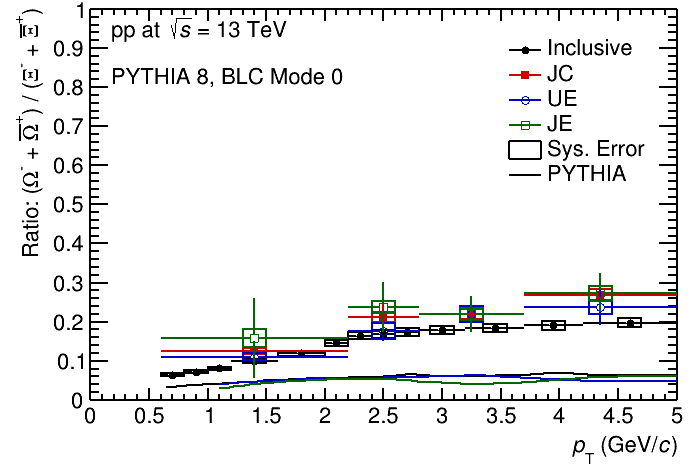 pp at √s = 13 TeV
PYTHIA 8, BLC Mode 0
Inclusive
JC
UE
JE
Sys. Error
PYTHIA
Ratio: (Ω⁻ + Ω̅⁺) / (Ξ⁻ + Ξ̅⁺)
1
0.9
0.8
0.7
0.6
0.5
0.4
0.3
0.2
0.1
0
0 0.5 1 1.5 2 2.5 3 3.5 4 4.5 5
p_T (GeV/c)